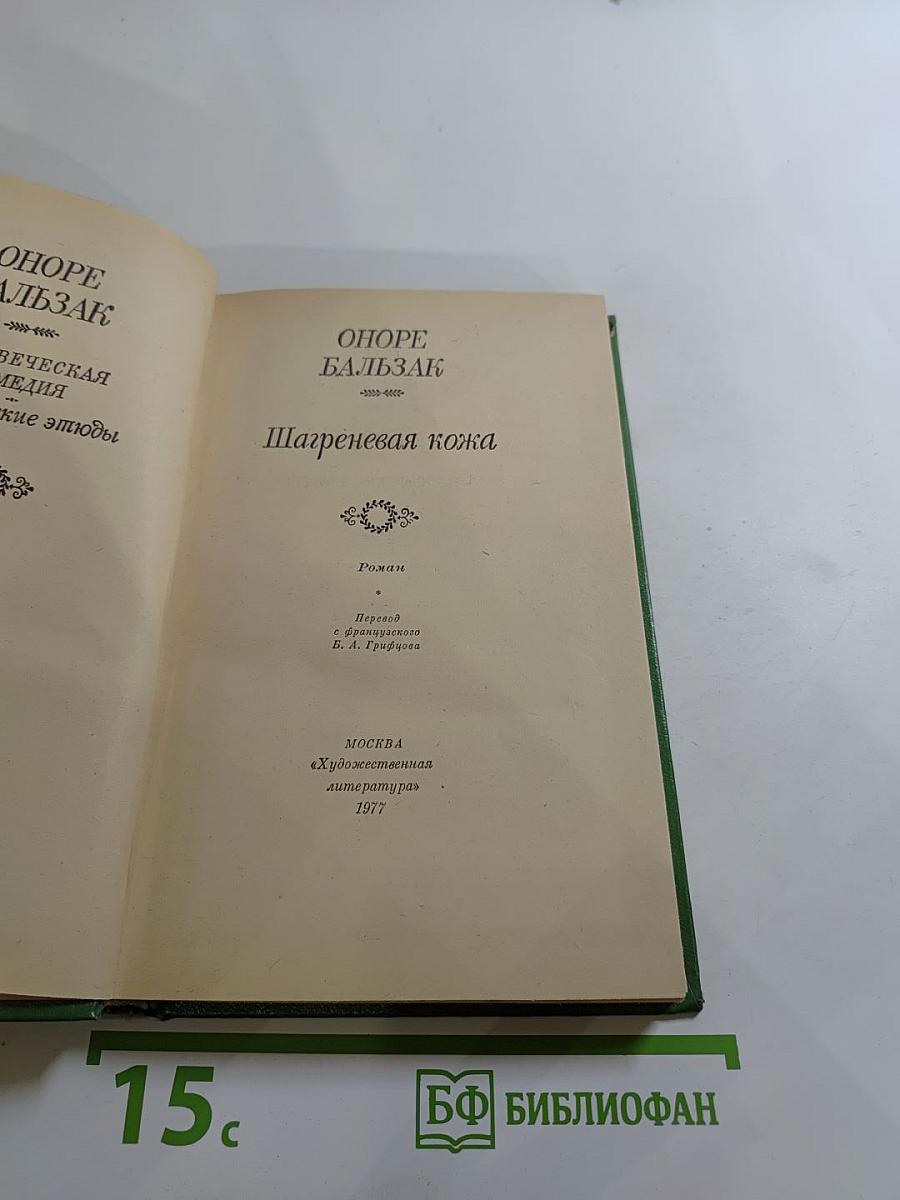 ОНОРЕ
АЛЬЗАК
ВЕЧЕСКАЯ
МЕДИЯ
кие этюды
ОНОРЕ
БАЛЬЗАК
Шагреневая кожа
Роман
*
Перевод
с французского
Б. А. Грифцова
МОСКВА
«Художественная
литература»
1977
15 с
БФ БИБЛИОФАН